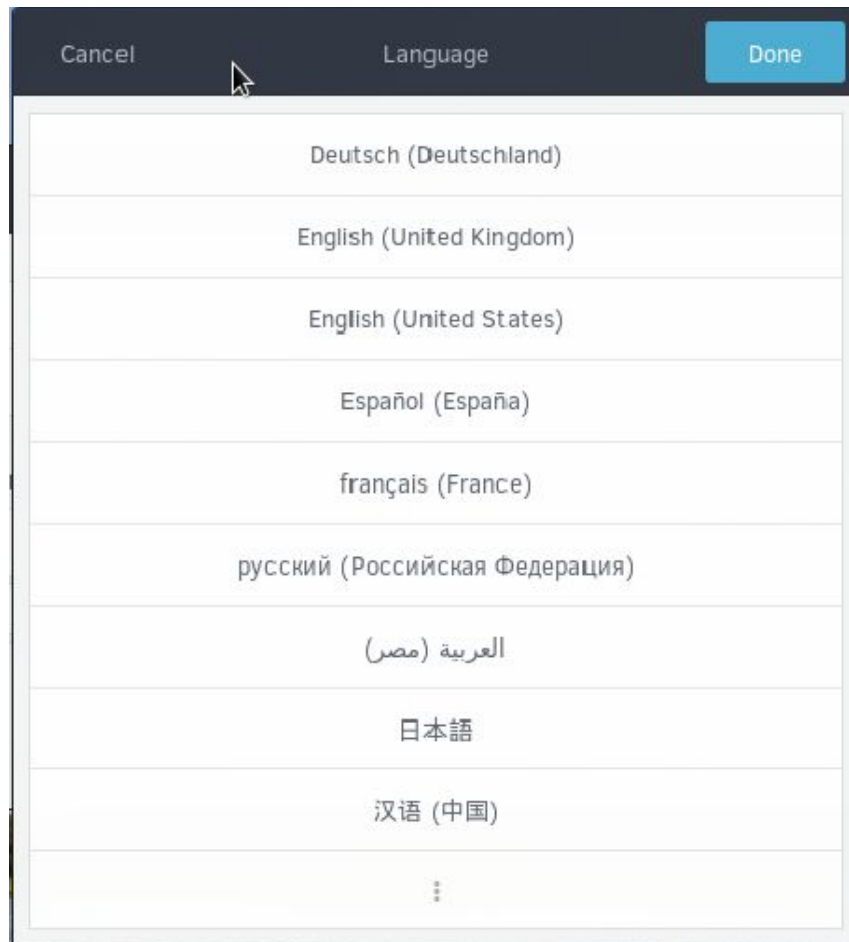 Cancel
Language
Done
Deutsch (Deutschland)
English (United Kingdom)
English (United States)
Español (España)
français (France)
русский (Российская Федерация)
العربية (مصر)
日本語
汉语 (中国)